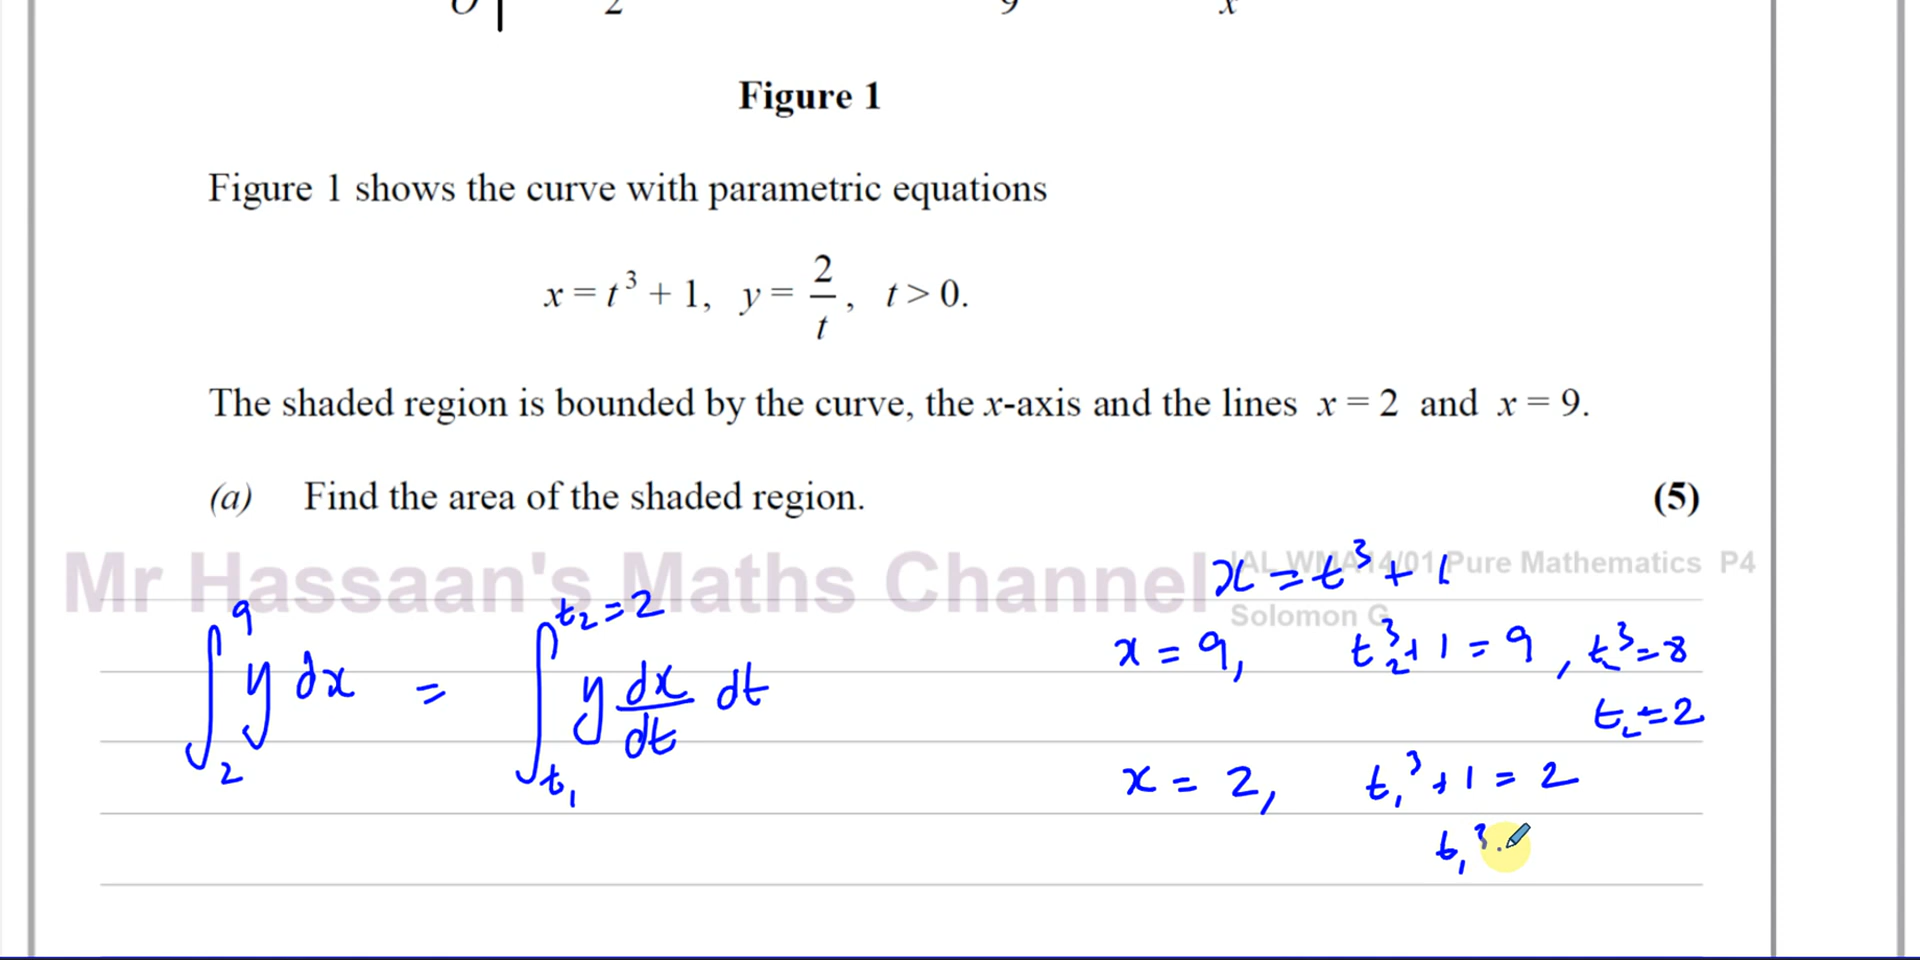 O 2 9 x
Figure 1
Figure 1 shows the curve with parametric equations
x = t³ + 1, y = 2/t, t > 0.
The shaded region is bounded by the curve, the x-axis and the lines x = 2 and x = 9.
(a) Find the area of the shaded region. (5)
Mr Hassaan's Maths Channel
IAL WMA14/01 Pure Mathematics P4
Solomon G
x = t³ + 1
∫₂⁹ y dx = ∫_{t₁}^{t₂=2} y dx/dt dt
x = 9, t₂³ + 1 = 9, t₂³ = 8
t₂ = 2
x = 2, t₁³ + 1 = 2
t₁³